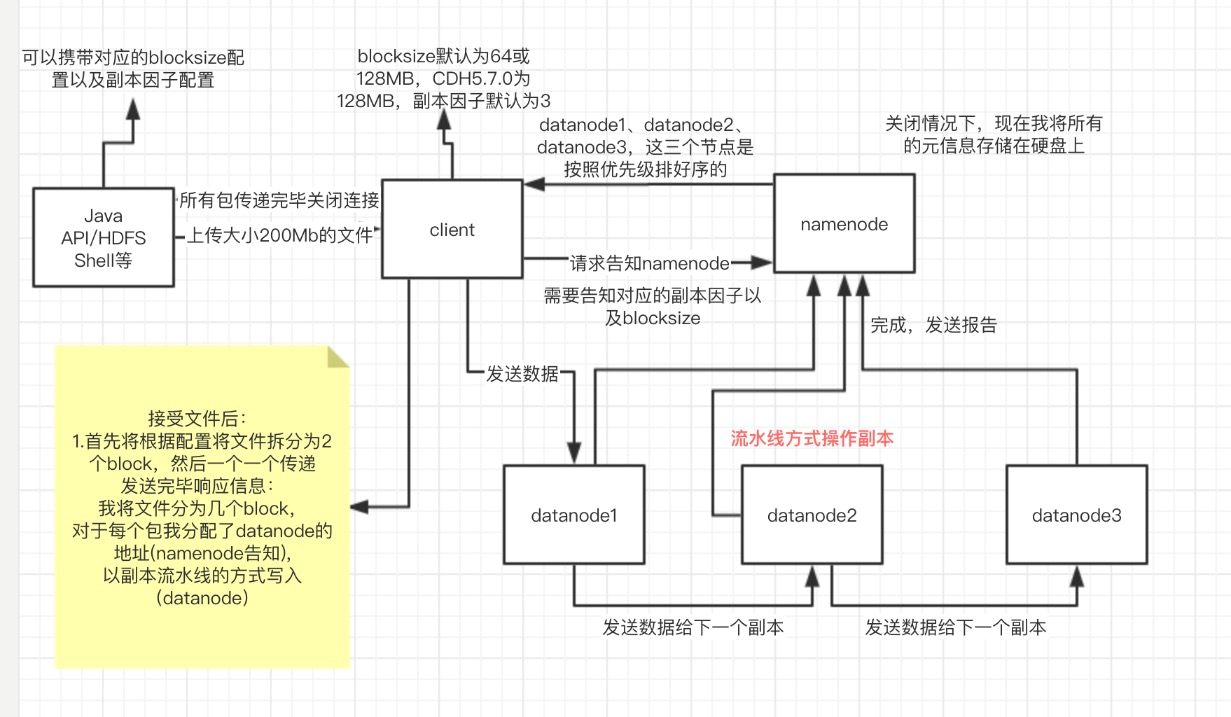 可以携带对应的blocksize配
置以及副本因子配置
blocksize默认为64或
128MB，CDH5.7.0为
128MB，副本因子默认为3
datanode1、datanode2、
datanode3，这三个节点是
按照优先级排好序的
关闭情况下，现在我将所有
的元信息存储在硬盘上
Java
API/HDFS
Shell等
所有包传递完毕关闭连接
上传大小200Mb的文件
client
namenode
请求告知namenode
需要告知对应的副本因子以
及blocksize
完成，发送报告
发送数据
接受文件后：
1.首先将根据配置将文件拆分为2
个block，然后一个一个传递
发送完毕响应信息：
我将文件分为几个block，
对于每个包我分配了datanode的
地址(namenode告知)，
以副本流水线的方式写入
（datanode）
流水线方式操作副本
datanode1
datanode2
datanode3
发送数据给下一个副本
发送数据给下一个副本